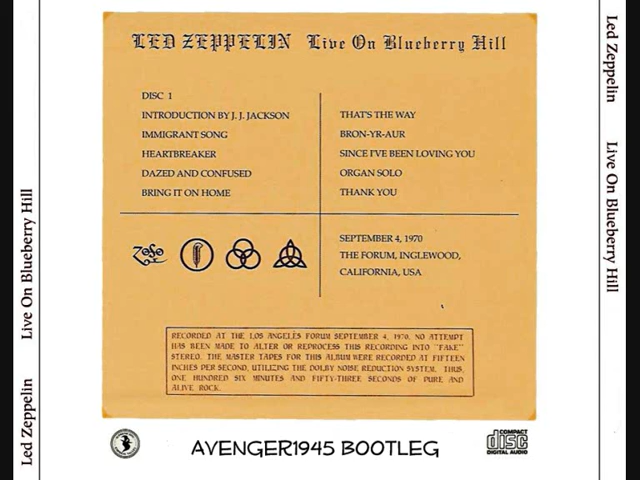 LED ZEPPELIN Live On Blueberry Hill
DISC 1
INTRODUCTION BY J. J. JACKSON
IMMIGRANT SONG
HEARTBREAKER
DAZED AND CONFUSED
BRING IT ON HOME
THAT'S THE WAY
BRON-YR-AUR
SINCE I'VE BEEN LOVING YOU
ORGAN SOLO
THANK YOU
SEPTEMBER 4, 1970
THE FORUM, INGLEWOOD,
CALIFORNIA, USA
RECORDED AT THE LOS ANGELES FORUM SEPTEMBER 4, 1970. NO ATTEMPT
HAS BEEN MADE TO ALTER OR REPROCESS THIS RECORDING INTO "FAKE"
STEREO. THE MASTER TAPES FOR THIS ALBUM WERE RECORDED AT FIFTEEN
INCHES PER SECOND, UTILIZING THE DOLBY NOISE REDUCTION SYSTEM. THUS,
ONE HUNDRED SIX MINUTES AND FIFTY-THREE SECONDS OF PURE AND
ALIVE ROCK.
AVENGER1945 BOOTLEG
COMPACT
disc
DIGITAL AUDIO
Led Zeppelin Live On Blueberry Hill
Led Zeppelin Live On Blueberry Hill